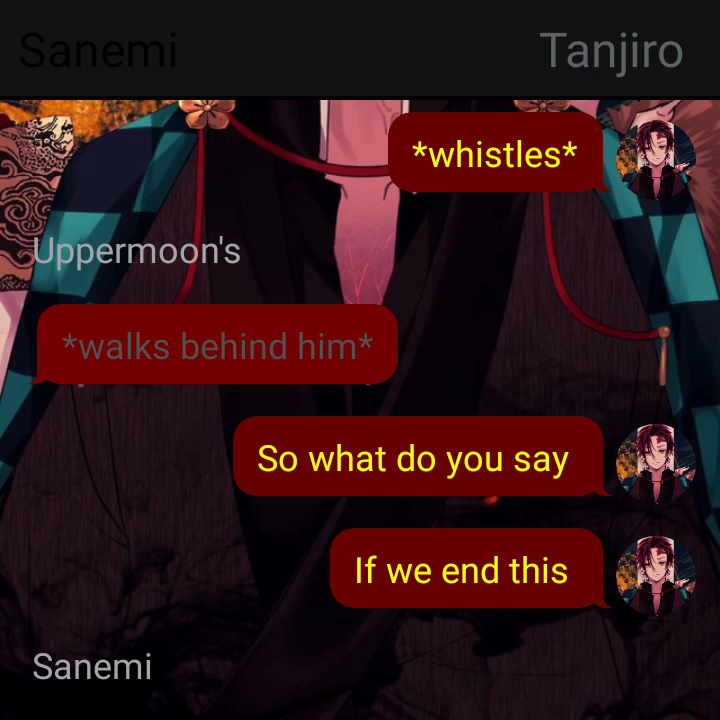 Sanemi
Tanjiro
*whistles*
Uppermoon's
*walks behind him*
So what do you say
If we end this
Sanemi